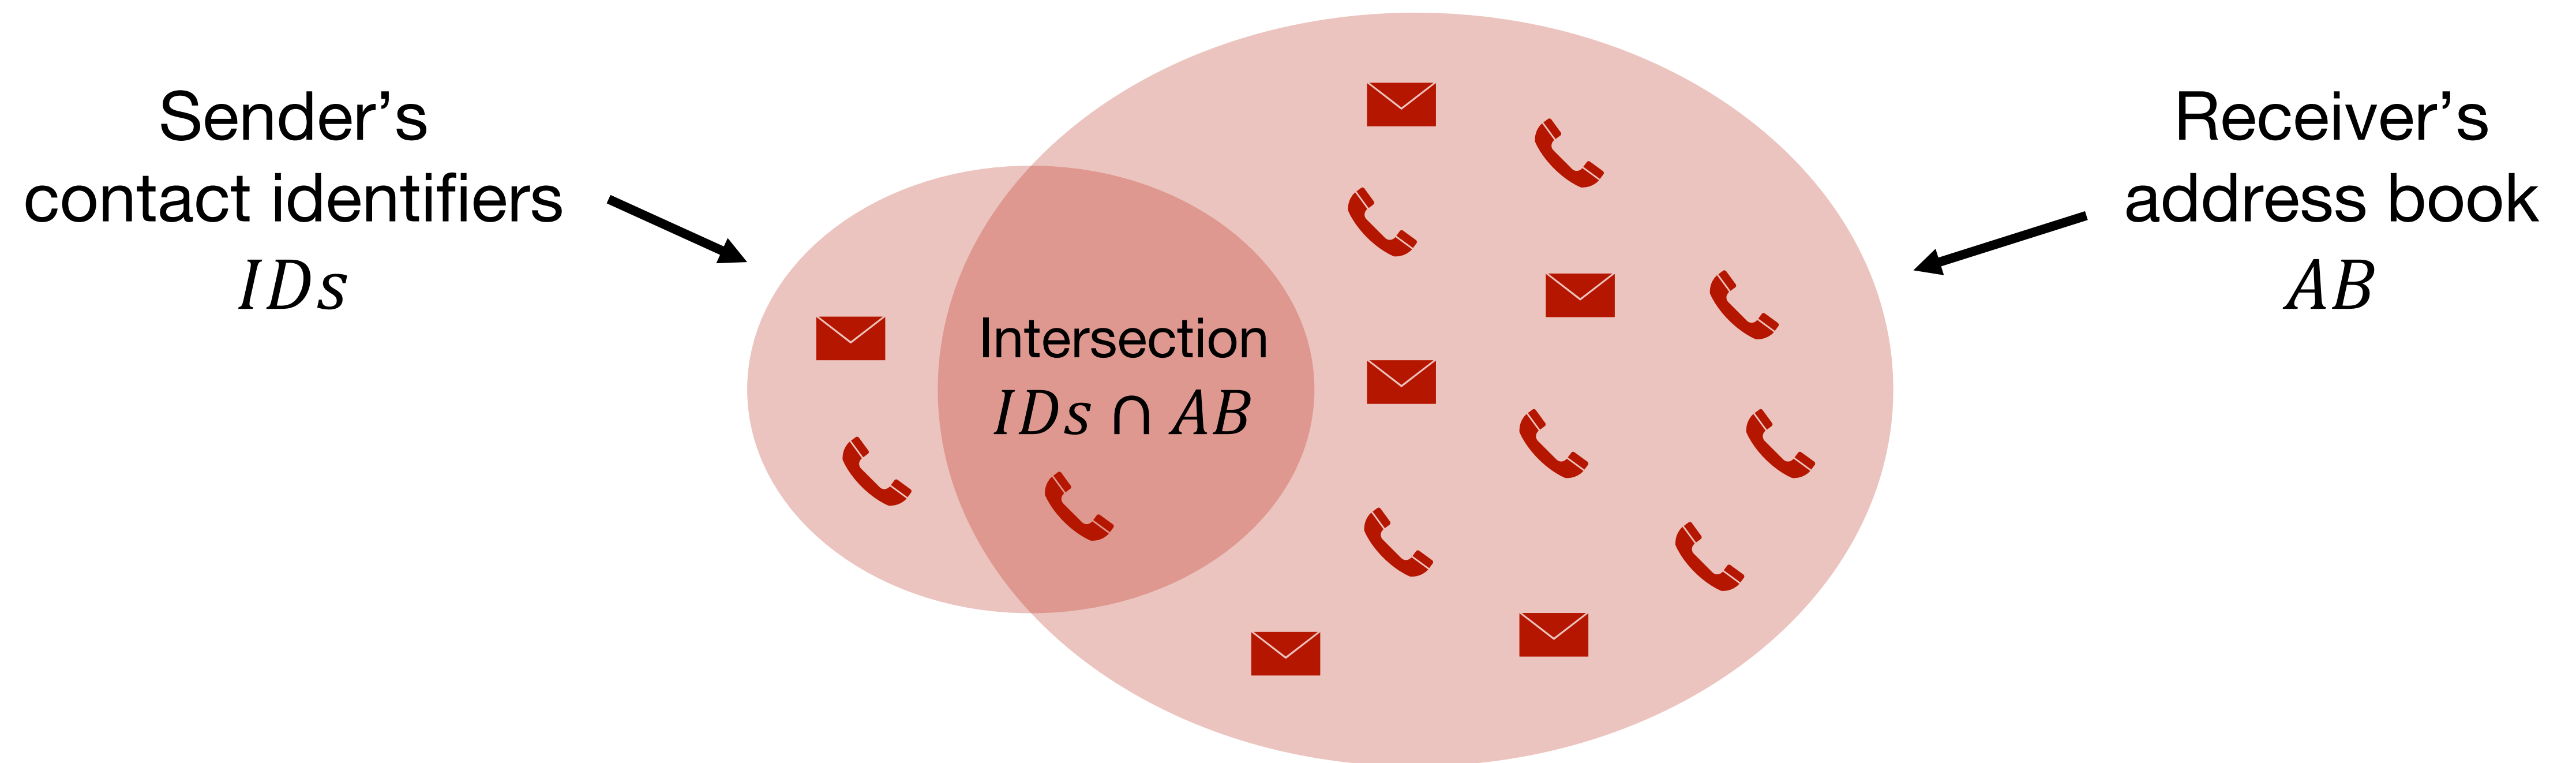 Sender’s
contact identifiers
IDs
Intersection
IDs ∩ AB
Receiver’s
address book
AB